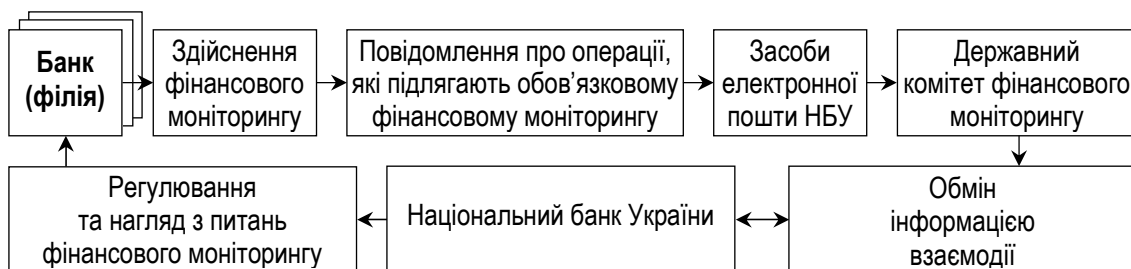 Банк
(філія)
Здійснення
фінансового
моніторингу
Повідомлення про операції,
які підлягають обов’язковому
фінансовому моніторингу
Засоби
електронної
пошти НБУ
Державний
комітет фінансового
моніторингу
Регулювання
та нагляд з питань
фінансового моніторингу
Національний банк України
Обмін
інформацією
взаємодії